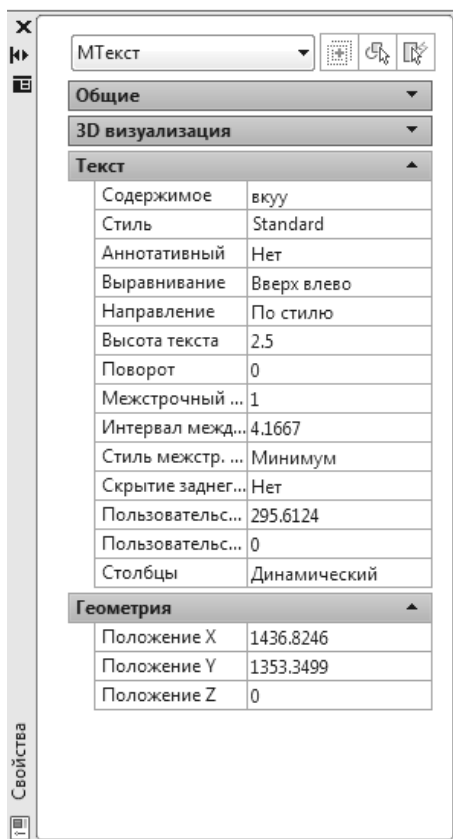 МТекст
Общие
3D визуализация
Текст
Содержимое вкуу
Стиль Standard
Аннотативный Нет
Выравнивание Вверх влево
Направление По стилю
Высота текста 2.5
Поворот 0
Межстрочный ... 1
Интервал межд... 4.1667
Стиль межстр. ... Минимум
Скрытие заднег... Нет
Пользовательс... 295.6124
Пользовательс... 0
Столбцы Динамический
Геометрия
Положение X 1436.8246
Положение Y 1353.3499
Положение Z 0
Свойства